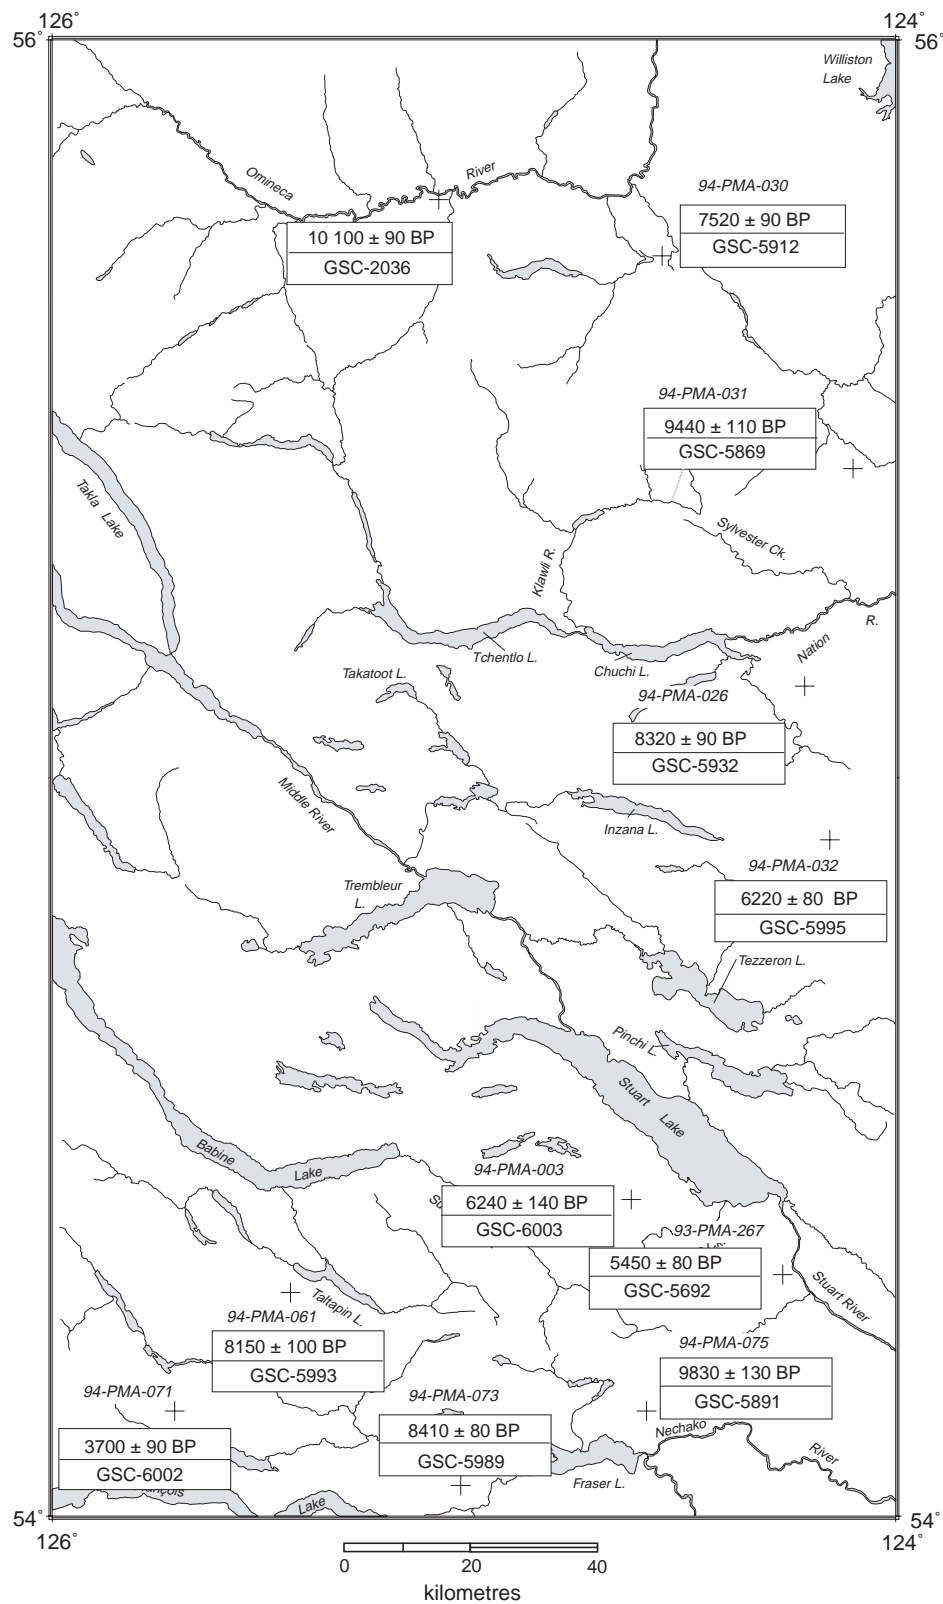 126°
124°
56°
56°
Williston
Lake
Omineca
River
94-PMA-030
7520 ± 90 BP
GSC-5912
10 100 ± 90 BP
GSC-2036
94-PMA-031
9440 ± 110 BP
GSC-5869
Takla Lake
Sylvester Ck.
Klawli R.
R.
Nation
Tchentlo L.
Chuchi L.
Takatoot L.
94-PMA-026
8320 ± 90 BP
GSC-5932
Middle River
Inzana L.
94-PMA-032
6220 ± 80 BP
GSC-5995
Trembleur
L.
Tezzeron L.
Pinchi L.
Stuart
Lake
Babine
Lake
94-PMA-003
6240 ± 140 BP
GSC-6003
93-PMA-267
5450 ± 80 BP
GSC-5692
Stuart River
Taltapin L.
94-PMA-061
8150 ± 100 BP
GSC-5993
94-PMA-075
9830 ± 130 BP
GSC-5891
94-PMA-071
3700 ± 90 BP
GSC-6002
94-PMA-073
8410 ± 80 BP
GSC-5989
Nechako
River
Fraser L.
Lake
54°
54°
126°
124°
0
20
40
kilometres